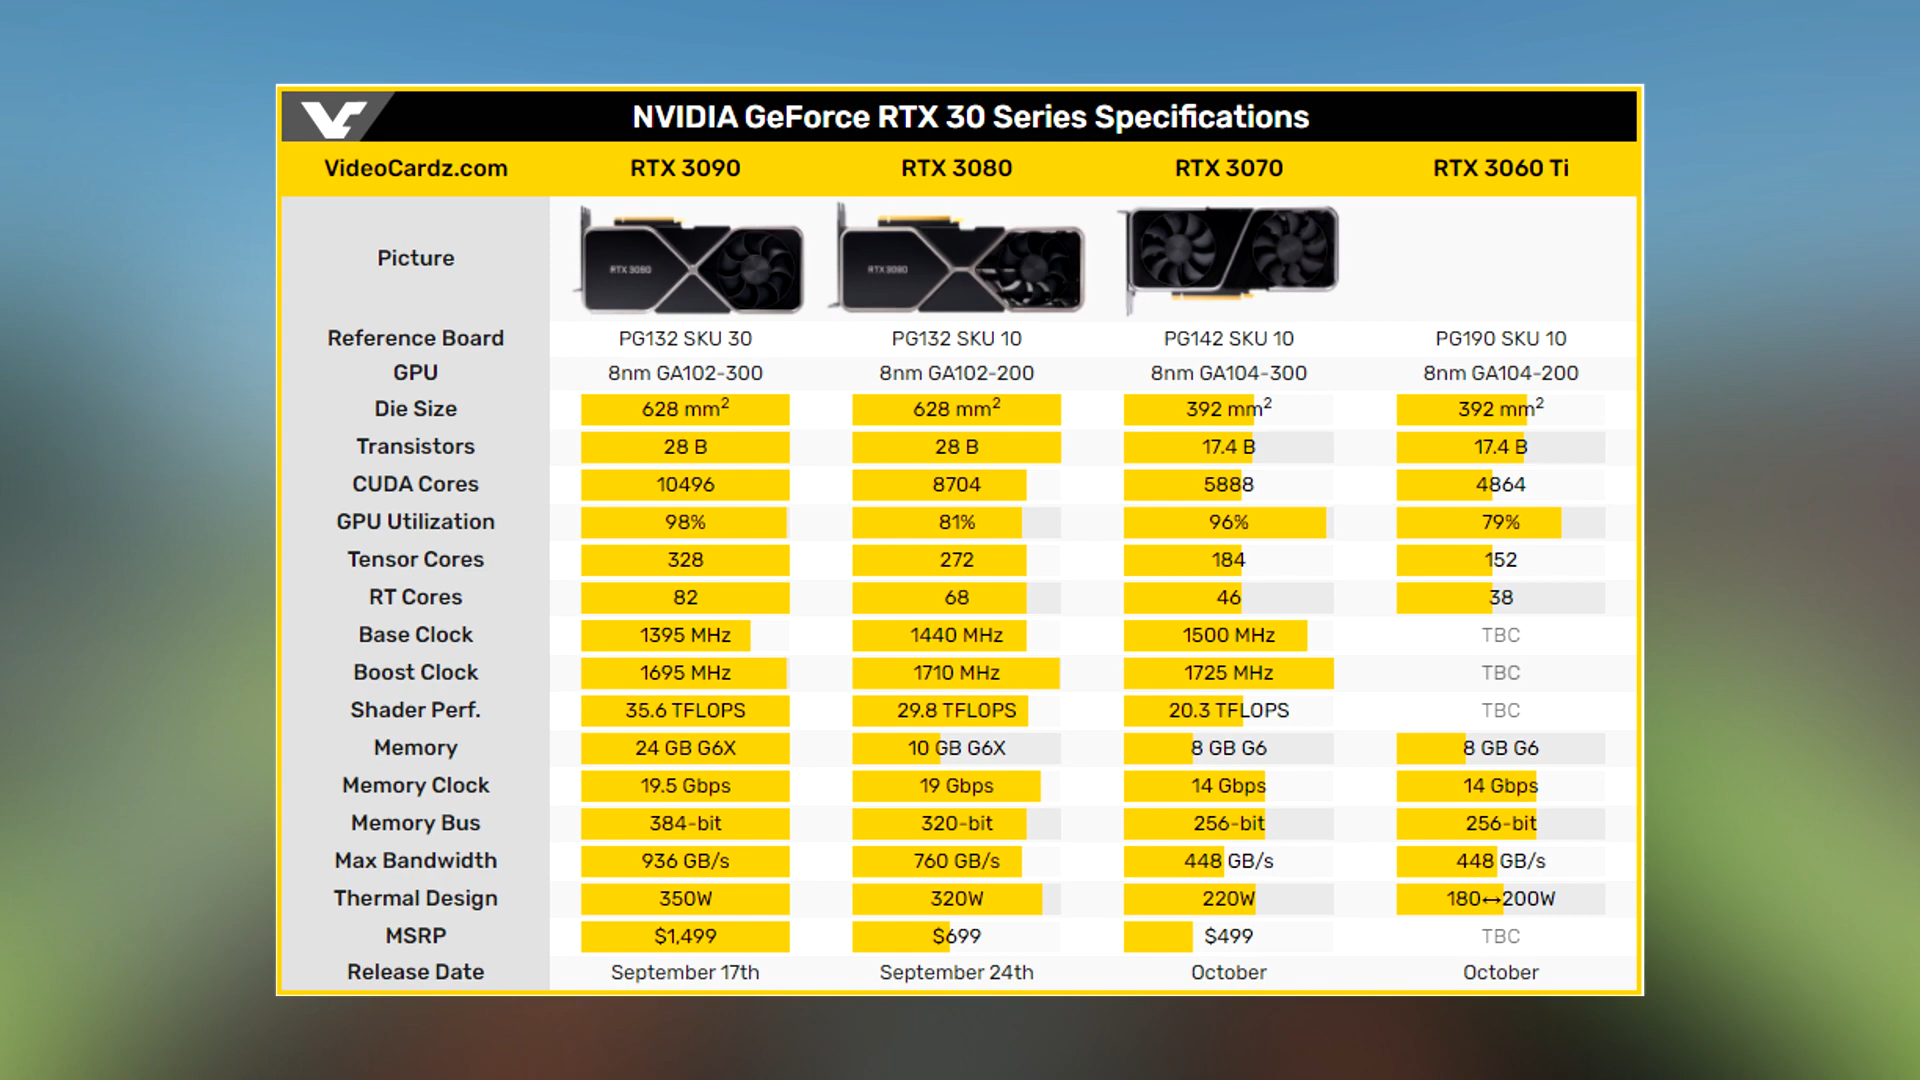 NVIDIA GeForce RTX 30 Series Specifications
VideoCardz.com RTX 3090 RTX 3080 RTX 3070 RTX 3060 Ti
Picture RTX 3090 RTX 3080
Reference Board PG132 SKU 30 PG132 SKU 10 PG142 SKU 10 PG190 SKU 10
GPU 8nm GA102-300 8nm GA102-200 8nm GA104-300 8nm GA104-200
Die Size 628 mm² 628 mm² 392 mm² 392 mm²
Transistors 28 B 28 B 17.4 B 17.4 B
CUDA Cores 10496 8704 5888 4864
GPU Utilization 98% 81% 96% 79%
Tensor Cores 328 272 184 152
RT Cores 82 68 46 38
Base Clock 1395 MHz 1440 MHz 1500 MHz TBC
Boost Clock 1695 MHz 1710 MHz 1725 MHz TBC
Shader Perf. 35.6 TFLOPS 29.8 TFLOPS 20.3 TFLOPS TBC
Memory 24 GB G6X 10 GB G6X 8 GB G6 8 GB G6
Memory Clock 19.5 Gbps 19 Gbps 14 Gbps 14 Gbps
Memory Bus 384-bit 320-bit 256-bit 256-bit
Max Bandwidth 936 GB/s 760 GB/s 448 GB/s 448 GB/s
Thermal Design 350W 320W 220W 180↔200W
MSRP $1,499 $699 $499 TBC
Release Date September 17th September 24th October October